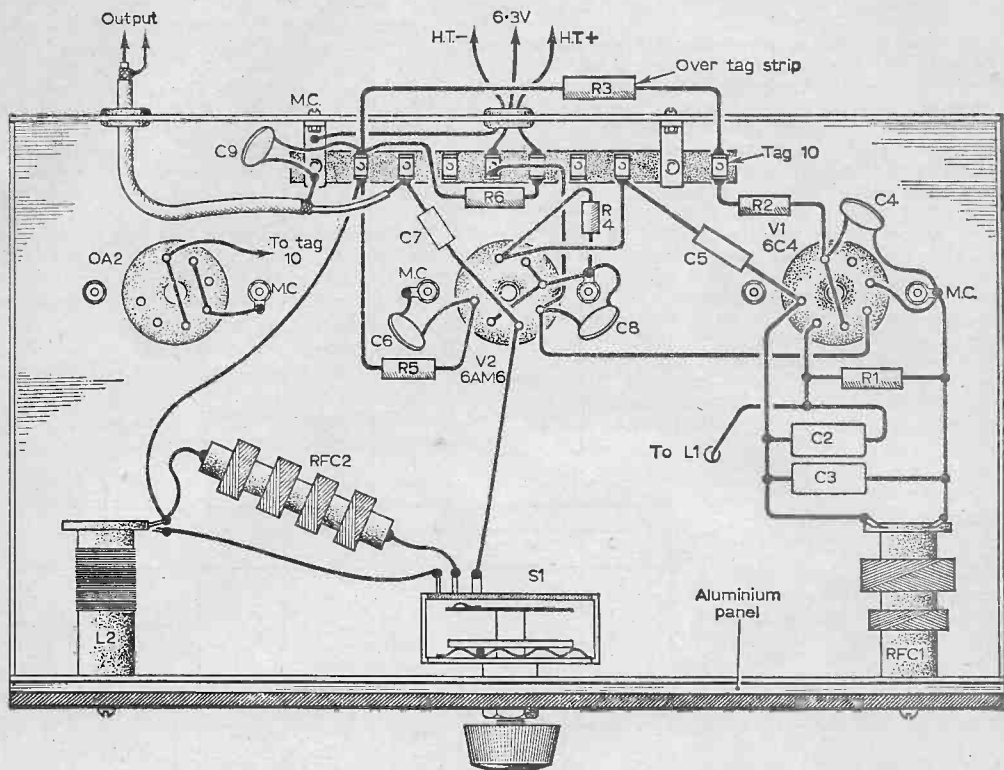 Output
6·3V
H.T.-
H.T.+
Over tag strip
R3
M.C.
C9
Tag 10
R6
R2
C4
R
4
V1
6C4
C7
C5
OA2
To tag
10
M.C.
M.C.
M.C.
C6
C8
R5
V2
6AM6
R1
C2
To L1
C3
RFC2
S1
Aluminium
panel
L2
RFC1